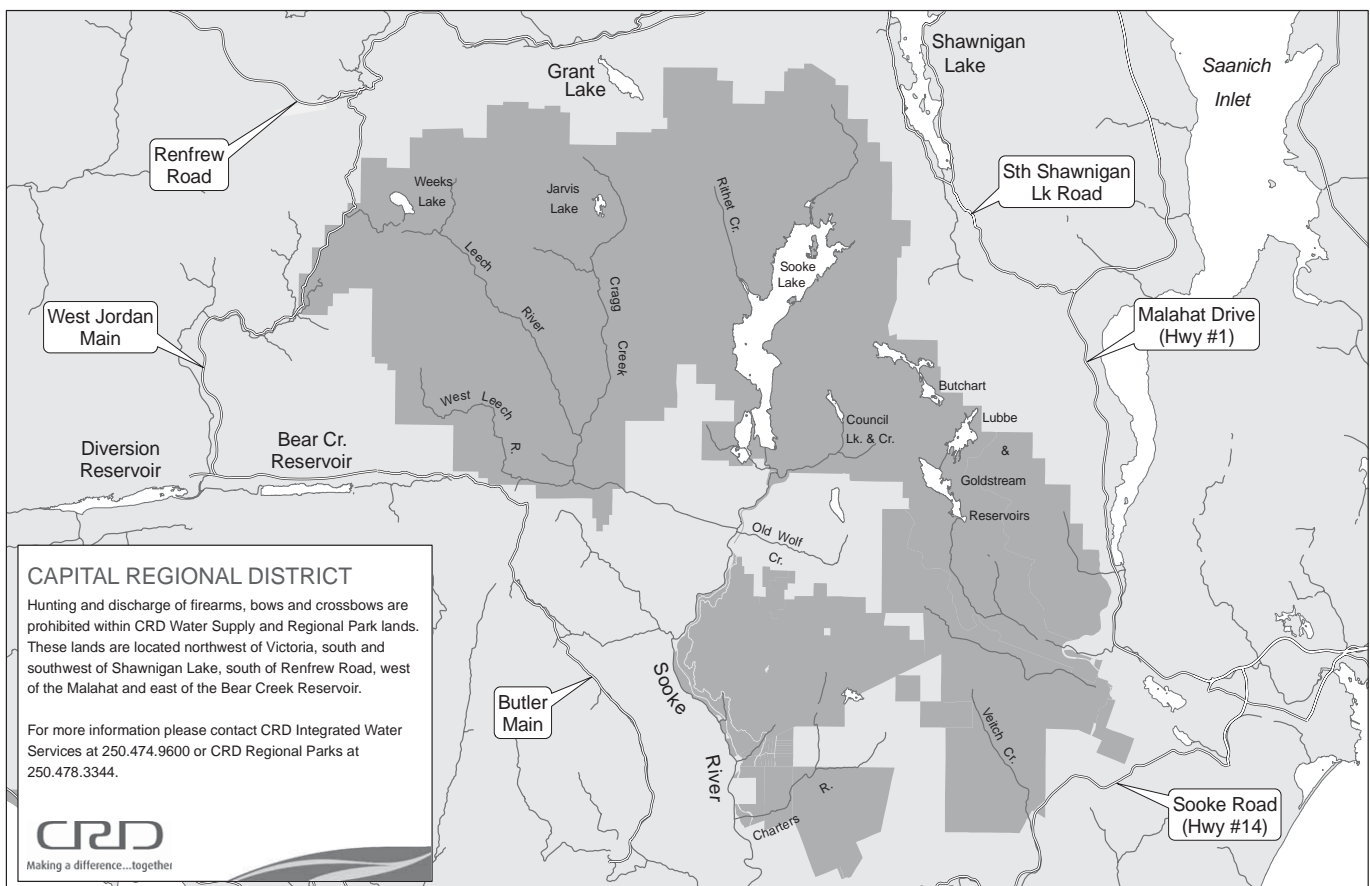 Shawnigan
Lake
Saanich
Inlet
Grant
Lake
Renfrew
Road
Sth Shawnigan
Lk Road
Weeks
Lake
Jarvis
Lake
Rithet Cr.
Leech
River
Cragg
Creek
Sooke
Lake
West Jordan
Main
Malahat Drive
(Hwy #1)
Butchart
West Leech
R.
Council
Lk. & Cr.
Lubbe
&
Goldstream
Reservoirs
Diversion
Reservoir
Bear Cr.
Reservoir
Old Wolf
Cr.
CAPITAL REGIONAL DISTRICT
Hunting and discharge of firearms, bows and crossbows are
prohibited within CRD Water Supply and Regional Park lands.
These lands are located northwest of Victoria, south and
southwest of Shawnigan Lake, south of Renfrew Road, west
of the Malahat and east of the Bear Creek Reservoir.
For more information please contact CRD Integrated Water
Services at 250.474.9600 or CRD Regional Parks at
250.478.3344.
CRD
Making a difference...together
Butler
Main
Sooke
River
Veitch Cr.
Charters R.
Sooke Road
(Hwy #14)